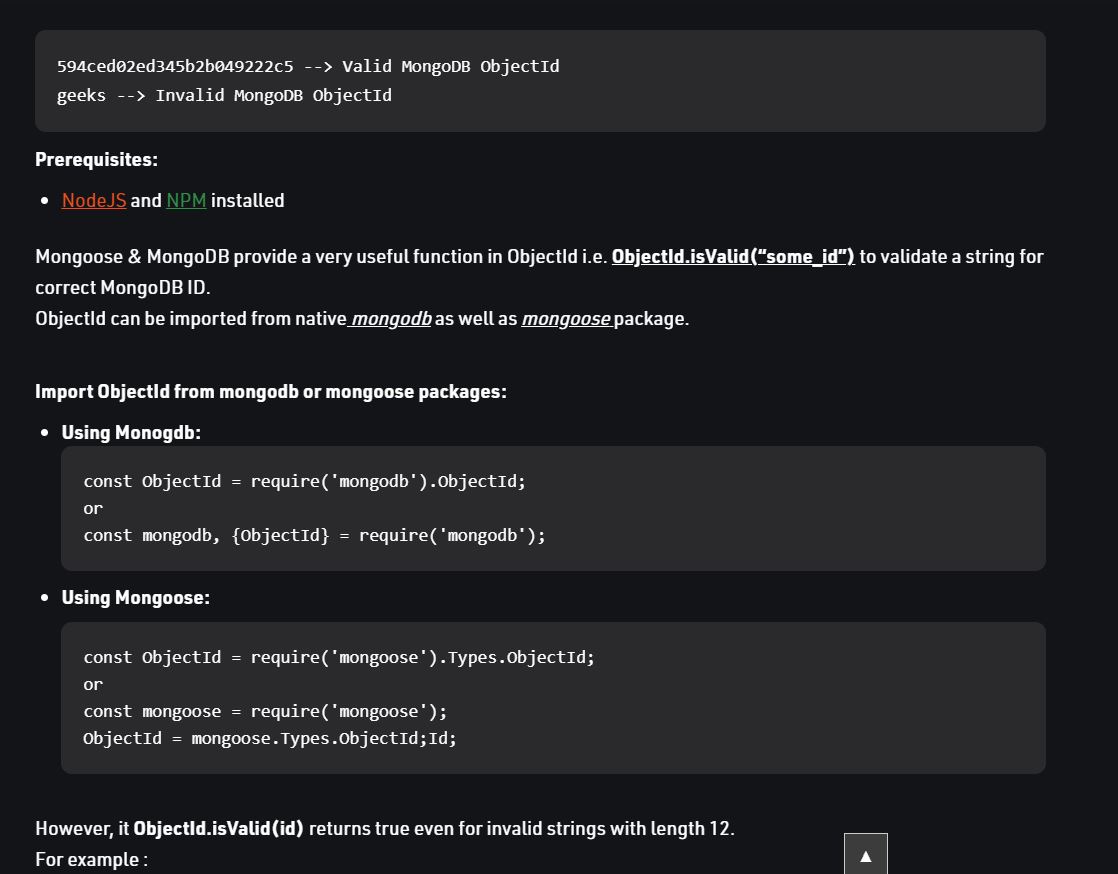 594ced02ed345b2b049222c5 --> Valid MongoDB ObjectId
geeks --> Invalid MongoDB ObjectId
Prerequisites:
• NodeJS and NPM installed
Mongoose & MongoDB provide a very useful function in ObjectId i.e. ObjectId.isValid(“some_id”) to validate a string for
correct MongoDB ID.
ObjectId can be imported from native mongodb as well as mongoose package.
Import ObjectId from mongodb or mongoose packages:
• Using Monogdb:
const ObjectId = require('mongodb').ObjectId;
or
const mongodb, {ObjectId} = require('mongodb');
• Using Mongoose:
const ObjectId = require('mongoose').Types.ObjectId;
or
const mongoose = require('mongoose');
ObjectId = mongoose.Types.ObjectId;Id;
However, it ObjectId.isValid(id) returns true even for invalid strings with length 12.
For example :